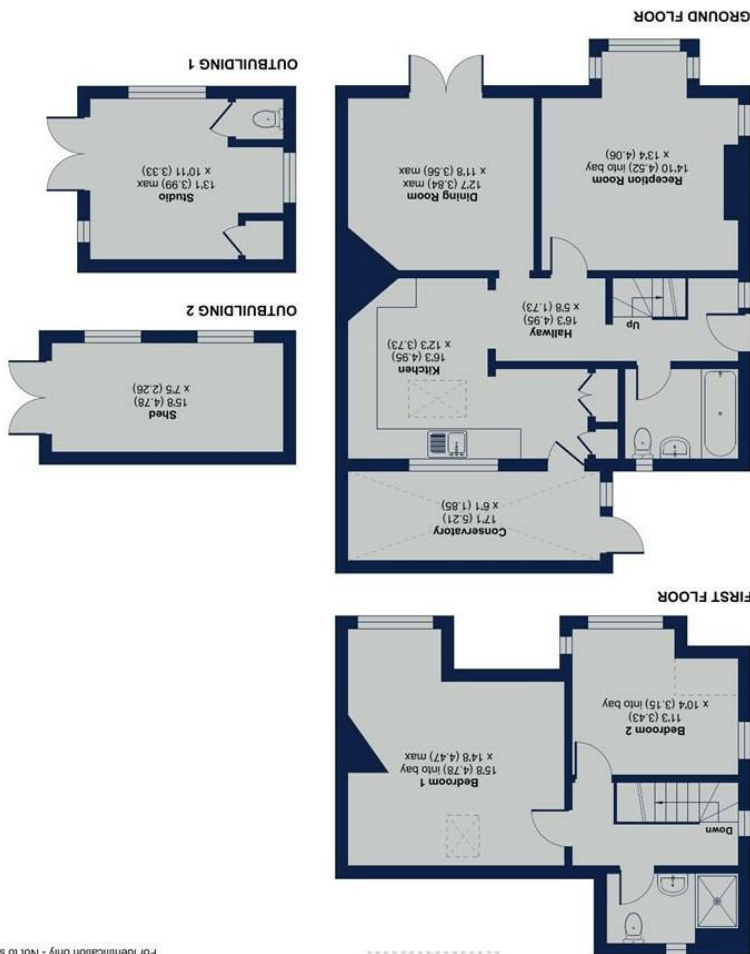 For identification only - Not to
Down
Bedroom 1
15'8 (4.78) into bay
x 14'8 (4.47) max
Bedroom 2
11'3 (3.43)
x 10'4 (3.15) into bay
FIRST FLOOR
Conservatory
17'1 (5.21)
x 6'1 (1.85)
Kitchen
16'3 (4.95)
x 12'3 (3.73)
Up
Hallway
16'3 (4.95)
x 5'8 (1.73)
Reception Room
14'10 (4.52) into bay
x 13'4 (4.06)
Dining Room
12'7 (3.84) max
x 11'8 (3.56) max
GROUND FLOOR
Shed
15'8 (4.78)
x 7'5 (2.26)
OUTBUILDING 2
Studio
13'1 (3.99) max
x 10'11 (3.33)
OUTBUILDING 1